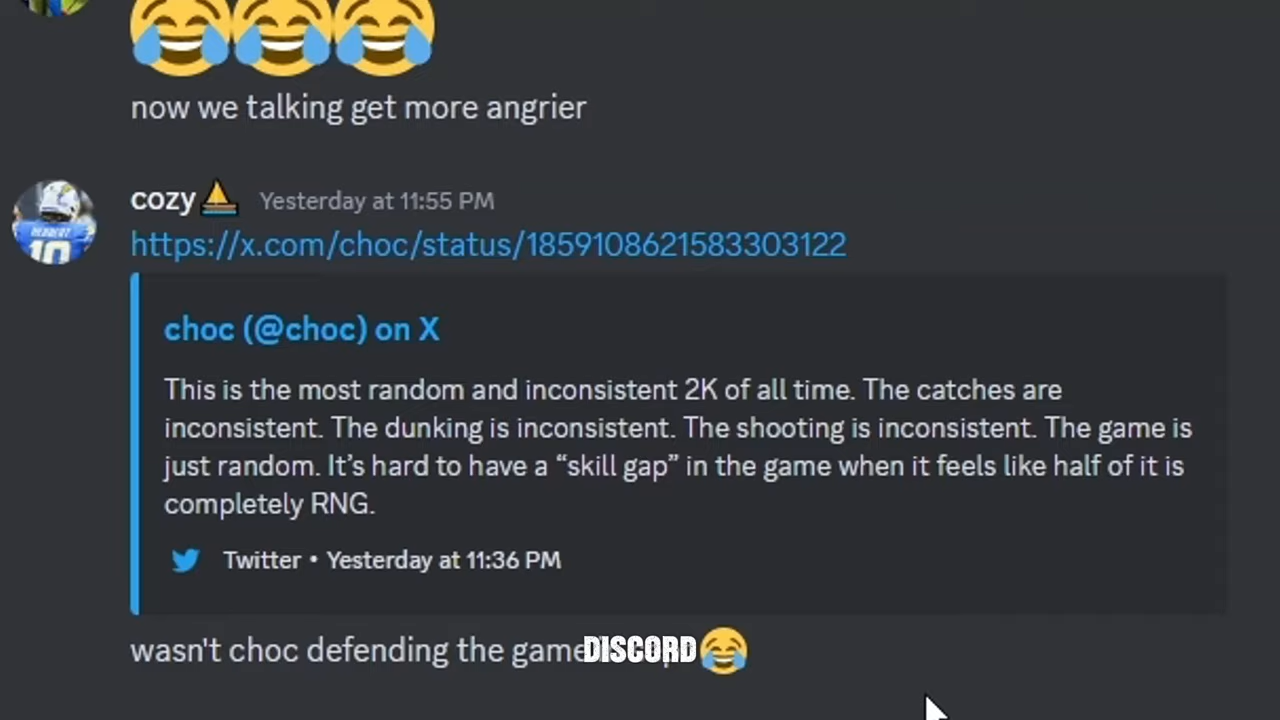 now we talking get more angrier
cozy Yesterday at 11:55 PM
https://x.com/choc/status/1859108621583303122
choc (@choc) on X
This is the most random and inconsistent 2K of all time. The catches are
inconsistent. The dunking is inconsistent. The shooting is inconsistent. The game is
just random. It’s hard to have a “skill gap” in the game when it feels like half of it is
completely RNG.
Twitter • Yesterday at 11:36 PM
wasn't choc defending the game
DISCORD
HERBERT
10